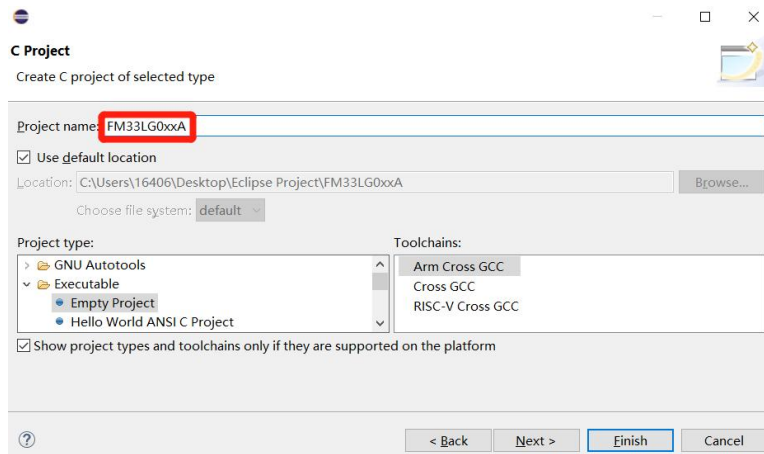 C Project
Create C project of selected type
Project name: FM33LG0xxA
Use default location
Location: C:\Users\16406\Desktop\Eclipse Project\FM33LG0xxA Browse...
Choose file system: default
Project type:
GNU Autotools
Executable
Empty Project
Hello World ANSI C Project
Toolchains:
Arm Cross GCC
Cross GCC
RISC-V Cross GCC
Show project types and toolchains only if they are supported on the platform
?
< Back Next > Finish Cancel